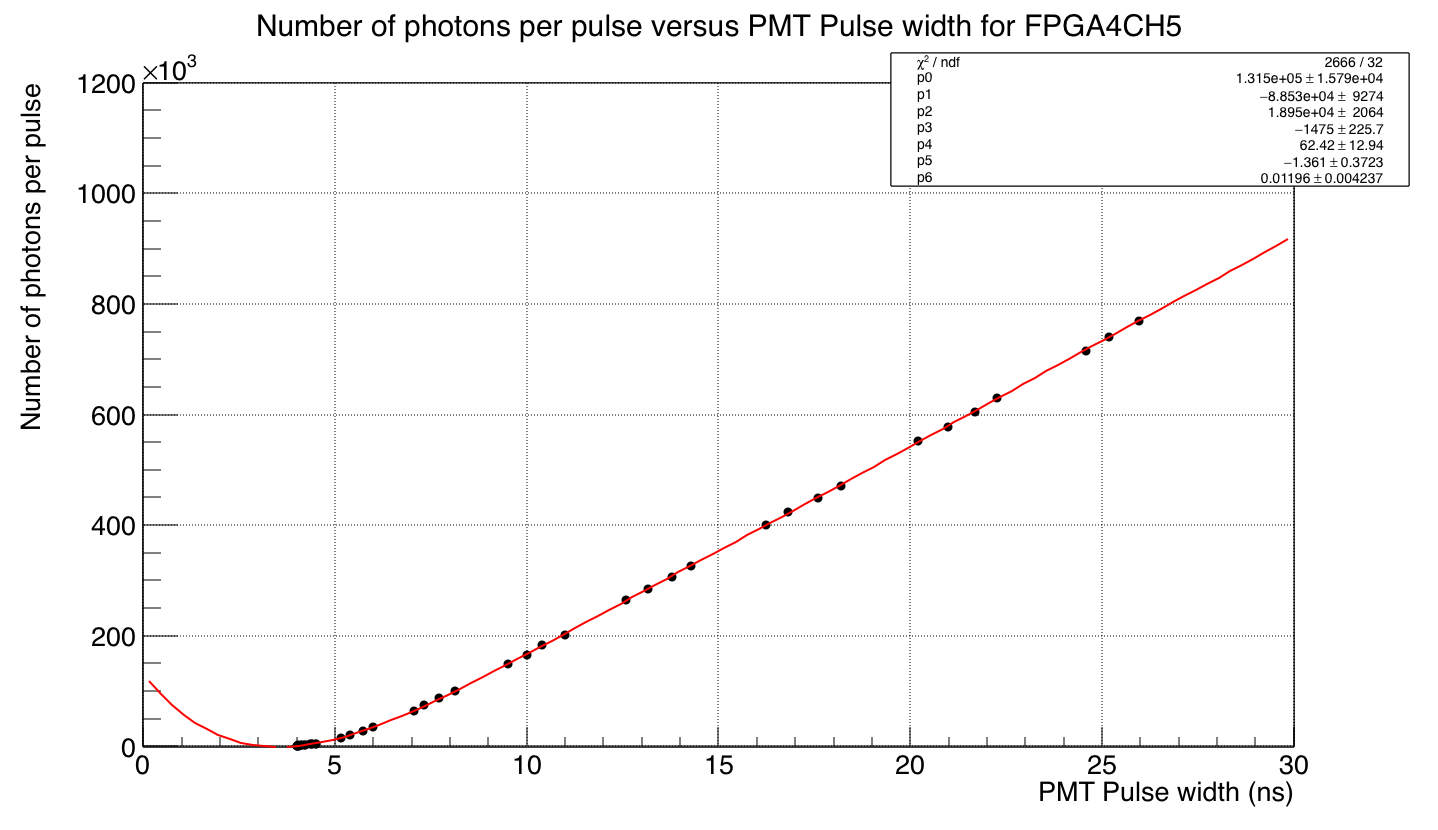 Number of photons per pulse versus PMT Pulse width for FPGA4CH5
×10³
χ² / ndf 2666 / 32
p0 1.315e+05 ± 1.579e+04
p1 −8.853e+04 ± 9274
p2 1.895e+04 ± 2064
p3 −1475 ± 225.7
p4 62.42 ± 12.94
p5 −1.361 ± 0.3723
p6 0.01196 ± 0.004237
Number of photons per pulse
1200
1000
800
600
400
200
0
0 5 10 15 20 25 30
PMT Pulse width (ns)